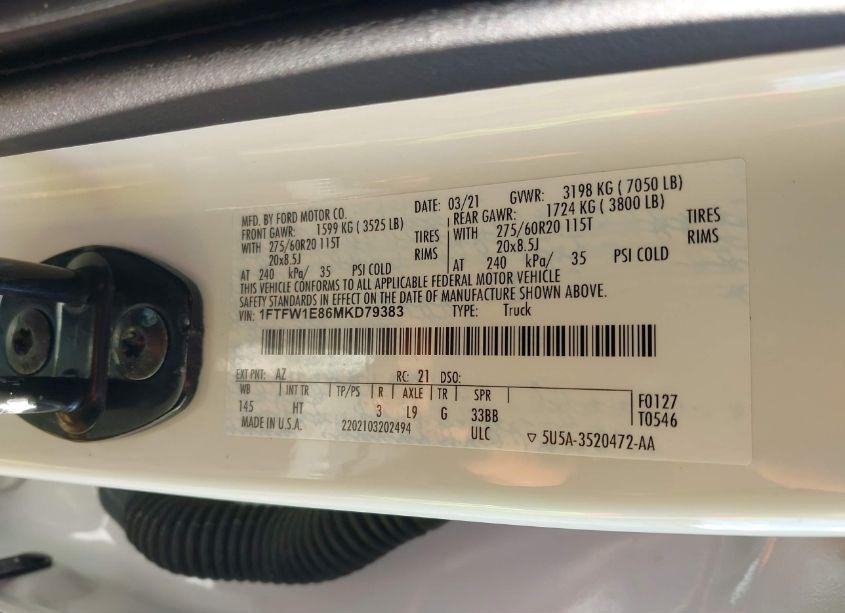 MFD. BY FORD MOTOR CO. DATE: 03/21 GVWR: 3198 KG ( 7050 LB)
FRONT GAWR: 1599 KG ( 3525 LB) REAR GAWR: 1724 KG ( 3800 LB)
WITH 275/60R20 115T TIRES WITH 275/60R20 115T TIRES
20x8.5J RIMS 20x8.5J RIMS
AT 240 kPa/ 35 PSI COLD AT 240 kPa/ 35 PSI COLD
THIS VEHICLE CONFORMS TO ALL APPLICABLE FEDERAL MOTOR VEHICLE
SAFETY STANDARDS IN EFFECT ON THE DATE OF MANUFACTURE SHOWN ABOVE.
VIN: 1FTFW1E86MKD79383 TYPE: Truck
EXT PNT: AZ RC: 21 DSO:
WB INT TR TP/PS R AXLE TR SPR
145 HT 3 L9 G 33BB
F0127
T0546
MADE IN U.S.A. 2202103202494 ULC ▽ 5U5A-3520472-AA